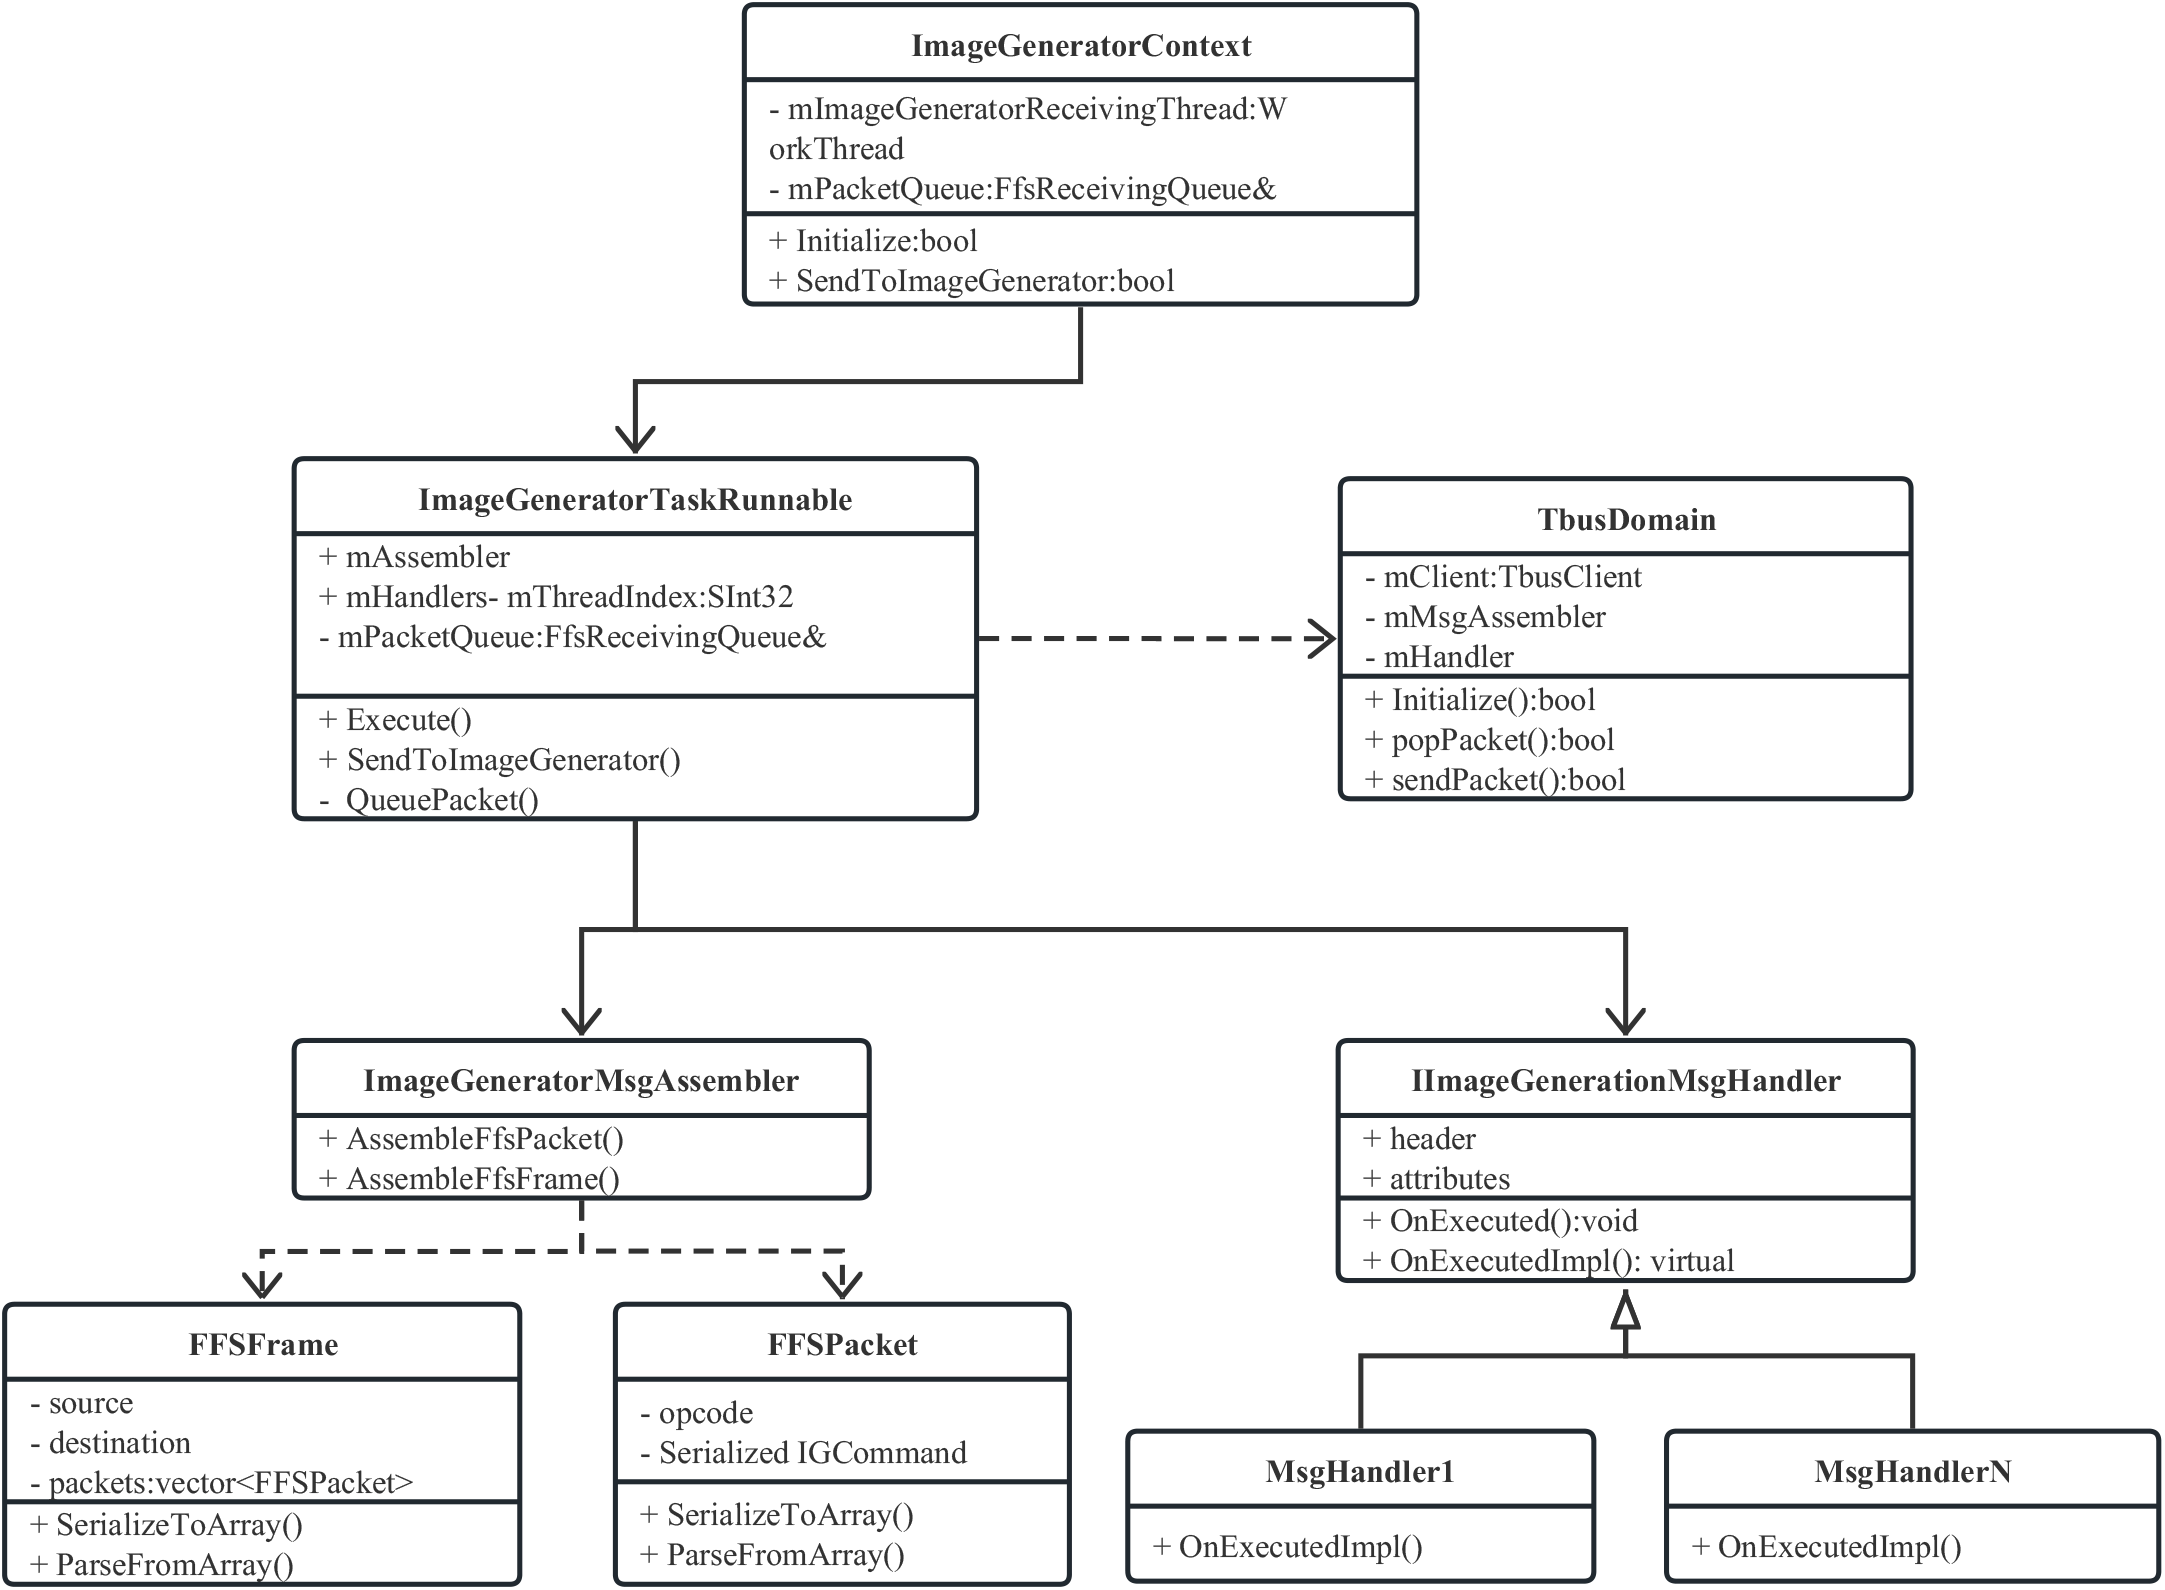 ImageGeneratorContext
- mImageGeneratorReceivingThread:W
orkThread
- mPacketQueue:FfsReceivingQueue&
+ Initialize:bool
+ SendToImageGenerator:bool
ImageGeneratorTaskRunnable
+ mAssembler
+ mHandlers- mThreadIndex:SInt32
- mPacketQueue:FfsReceivingQueue&
+ Execute()
+ SendToImageGenerator()
- QueuePacket()
TbusDomain
- mClient:TbusClient
- mMsgAssembler
- mHandler
+ Initialize():bool
+ popPacket():bool
+ sendPacket():bool
ImageGeneratorMsgAssembler
+ AssembleFfsPacket()
+ AssembleFfsFrame()
IImageGenerationMsgHandler
+ header
+ attributes
+ OnExecuted():void
+ OnExecutedImpl(): virtual
FFSFrame
- source
- destination
- packets:vector<FFSPacket>
+ SerializeToArray()
+ ParseFromArray()
FFSPacket
- opcode
- Serialized IGCommand
+ SerializeToArray()
+ ParseFromArray()
MsgHandler1
+ OnExecutedImpl()
MsgHandlerN
+ OnExecutedImpl()